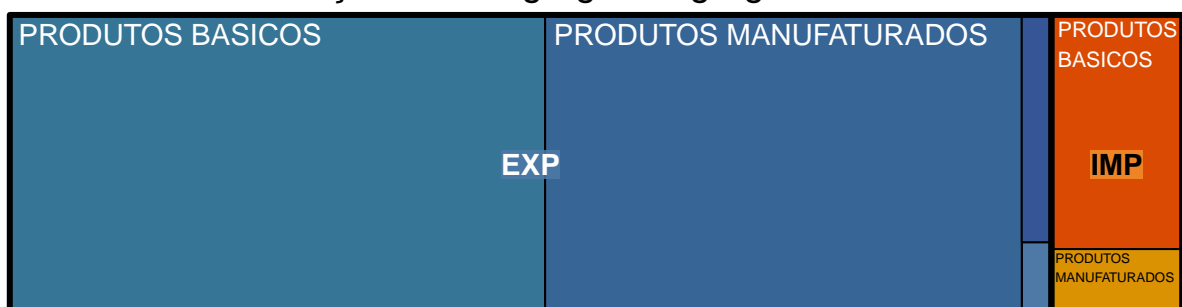 PRODUTOS BASICOS
PRODUTOS MANUFATURADOS
PRODUTOS
BASICOS
EXP
IMP
PRODUTOS
MANUFATURADOS